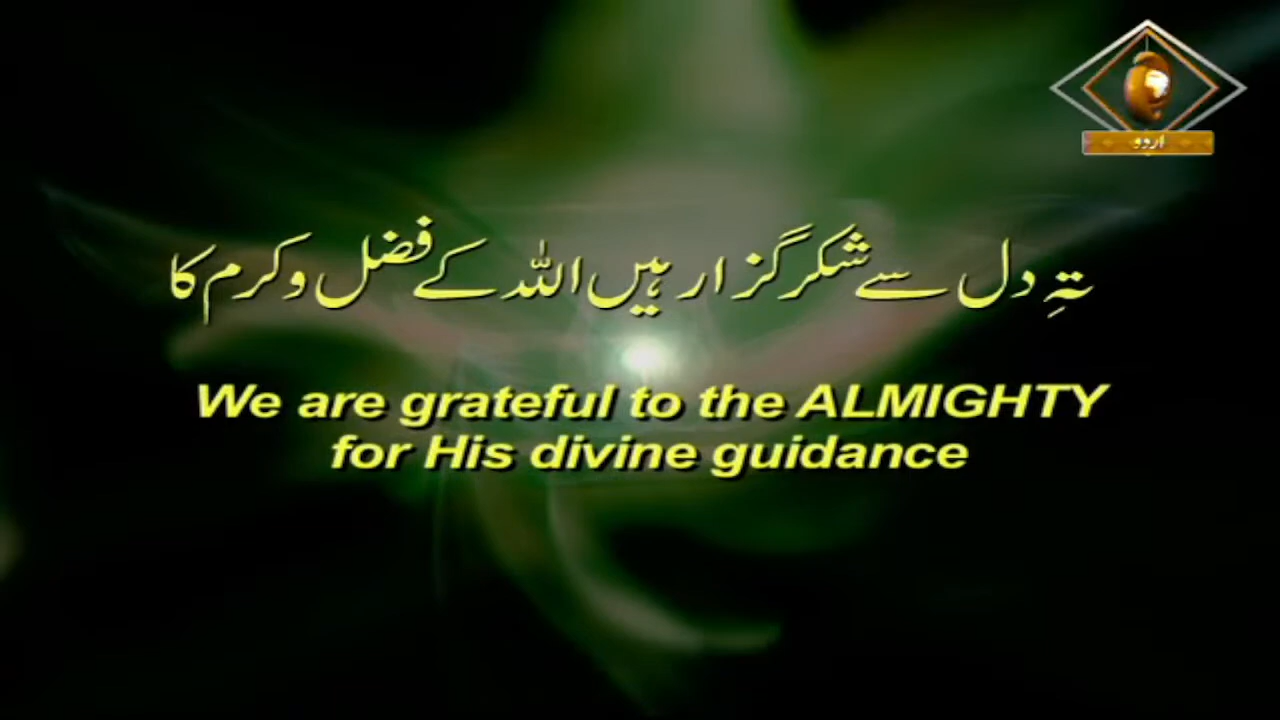 اردو
تہِ دل سے شکر گزار ہیں اللہ کے فضل و کرم کا
We are grateful to the ALMIGHTY
for His divine guidance